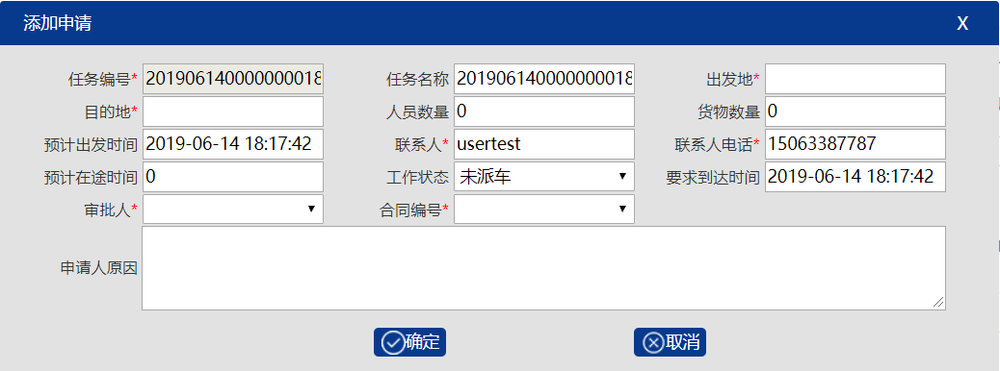 添加申请 X
任务编号* 201906140000000018 任务名称 201906140000000018 出发地*
目的地* 人员数量 0 货物数量 0
预计出发时间 2019-06-14 18:17:42 联系人* usertest 联系人电话* 15063387787
预计在途时间 0 工作状态 未派车 要求到达时间 2019-06-14 18:17:42
审批人* 合同编号*
申请人原因
确定 取消